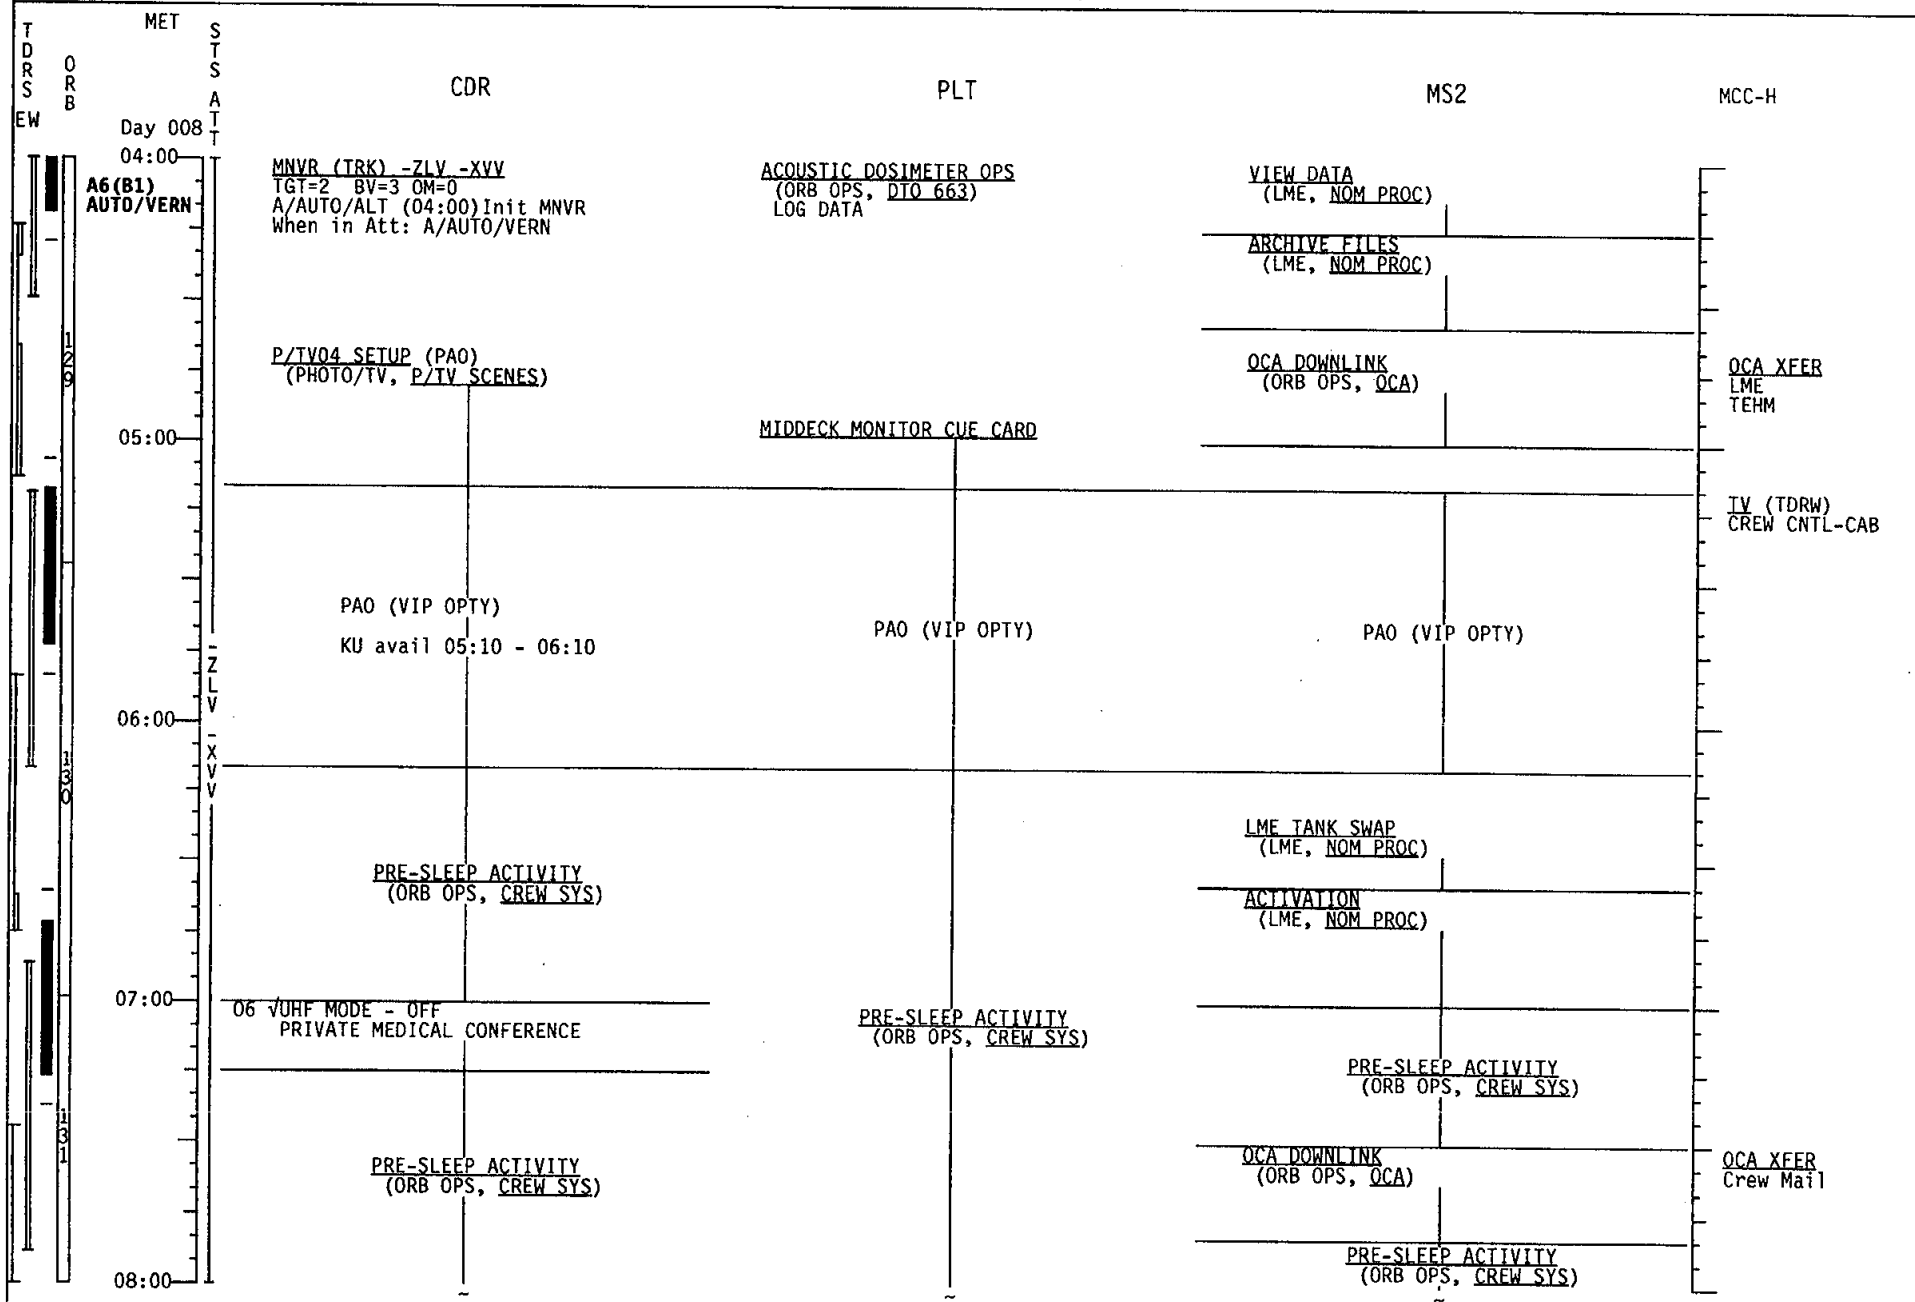 TDRS
EW
ORB
MET
STS ATT
CDR
PLT
MS2
MCC-H
Day 008
04:00
A6(B1)
AUTO/VERN
MNVR (TRK) -ZLV -XVV
TGT=2 BV=3 OM=0
A/AUTO/ALT (04:00)Init MNVR
When in Att: A/AUTO/VERN
ACOUSTIC DOSIMETER OPS
(ORB OPS, DTO 663)
LOG DATA
VIEW DATA
(LME, NOM PROC)
ARCHIVE FILES
(LME, NOM PROC)
129
P/TV04 SETUP (PAO)
(PHOTO/TV, P/TV SCENES)
OCA DOWNLINK
(ORB OPS, OCA)
OCA XFER
LME
TEHM
05:00
MIDDECK MONITOR CUE CARD
TV (TDRW)
CREW CNTL-CAB
PAO (VIP OPTY)
KU avail 05:10 - 06:10
PAO (VIP OPTY)
PAO (VIP OPTY)
-ZLV -XVV
06:00
130
LME TANK SWAP
(LME, NOM PROC)
PRE-SLEEP ACTIVITY
(ORB OPS, CREW SYS)
ACTIVATION
(LME, NOM PROC)
07:00
O6 √UHF MODE - OFF
PRIVATE MEDICAL CONFERENCE
PRE-SLEEP ACTIVITY
(ORB OPS, CREW SYS)
PRE-SLEEP ACTIVITY
(ORB OPS, CREW SYS)
131
PRE-SLEEP ACTIVITY
(ORB OPS, CREW SYS)
OCA DOWNLINK
(ORB OPS, OCA)
OCA XFER
Crew Mail
PRE-SLEEP ACTIVITY
(ORB OPS, CREW SYS)
08:00
~
~
~